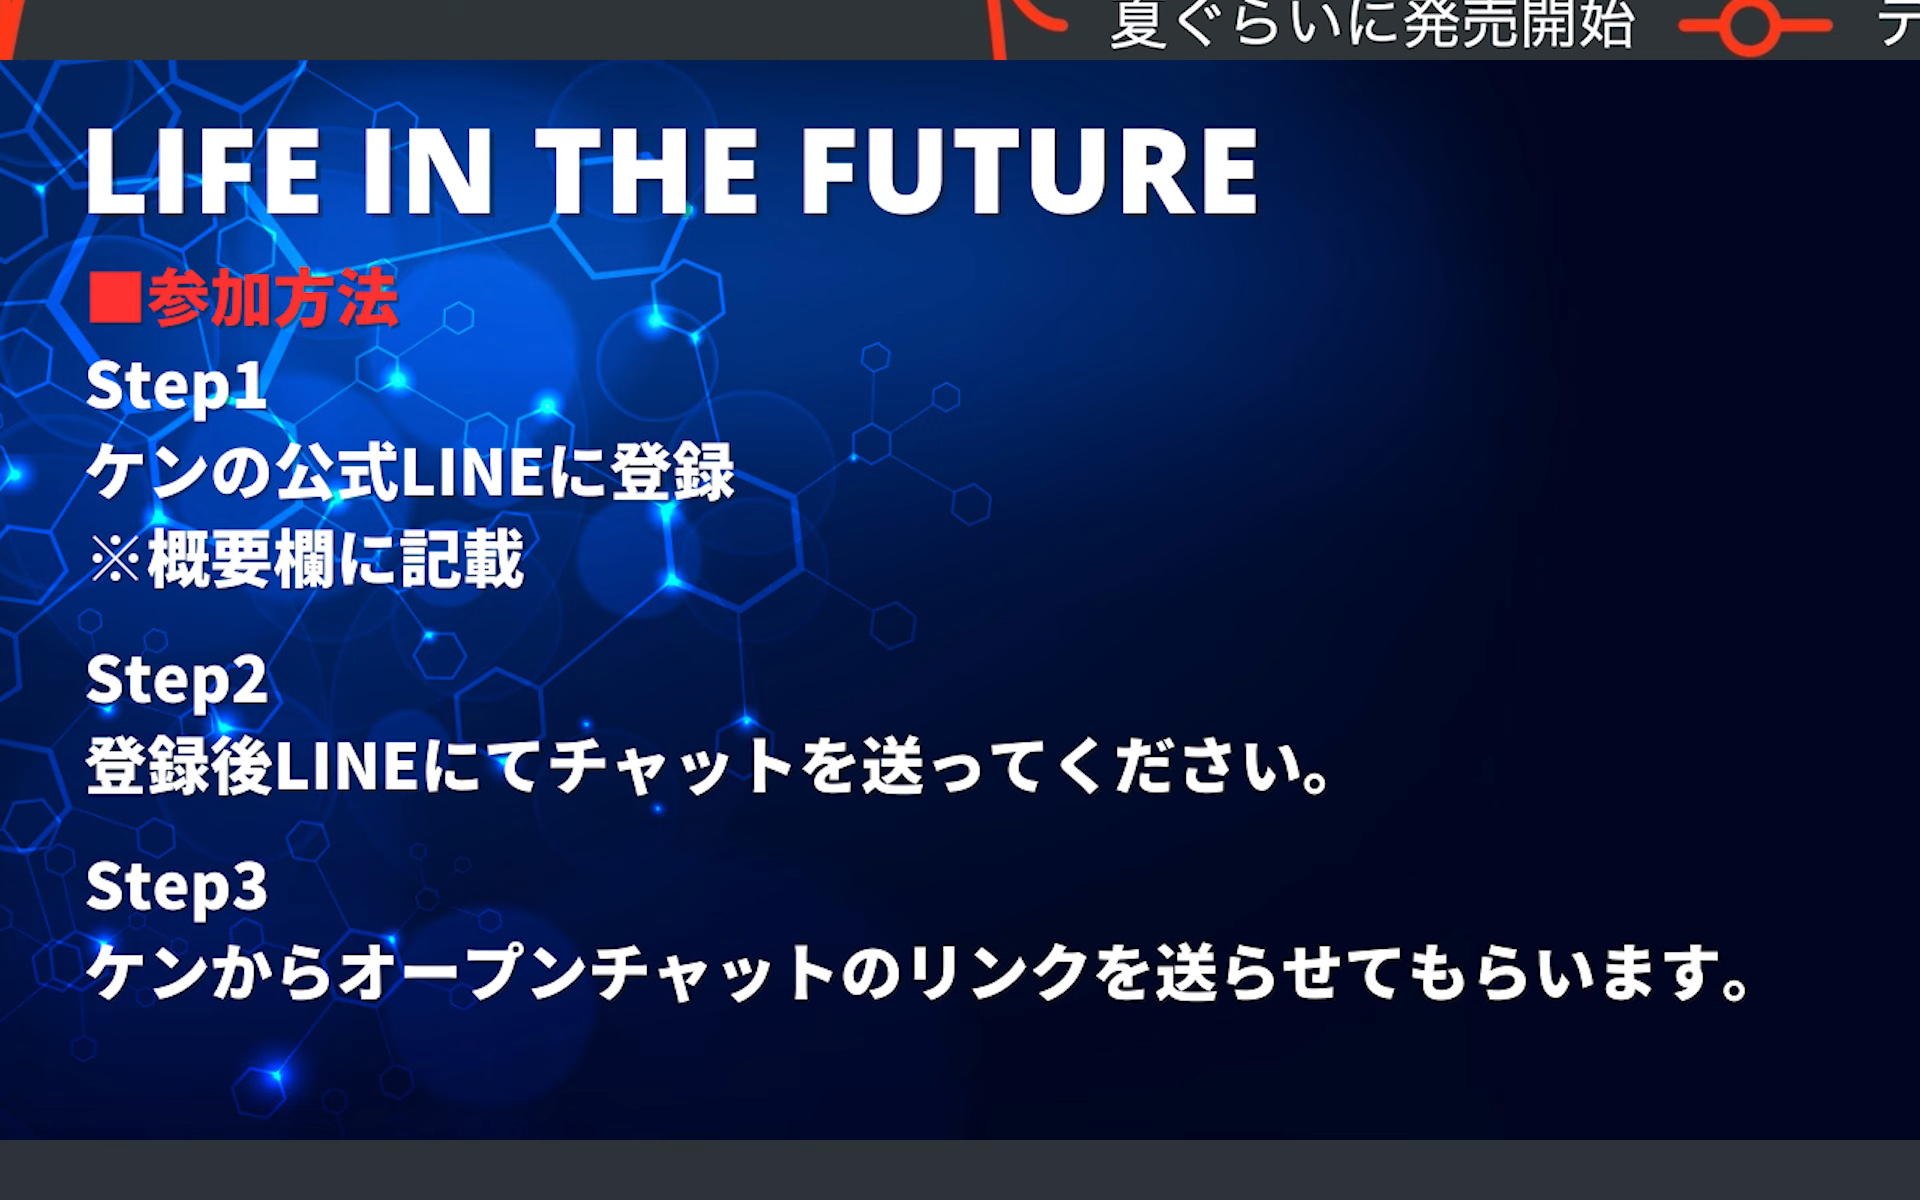 夏ぐらいに発売開始
LIFE IN THE FUTURE
■参加方法
Step1
ケンの公式LINEに登録
※概要欄に記載
Step2
登録後LINEにてチャットを送ってください。
Step3
ケンからオープンチャットのリンクを送らせてもらいます。